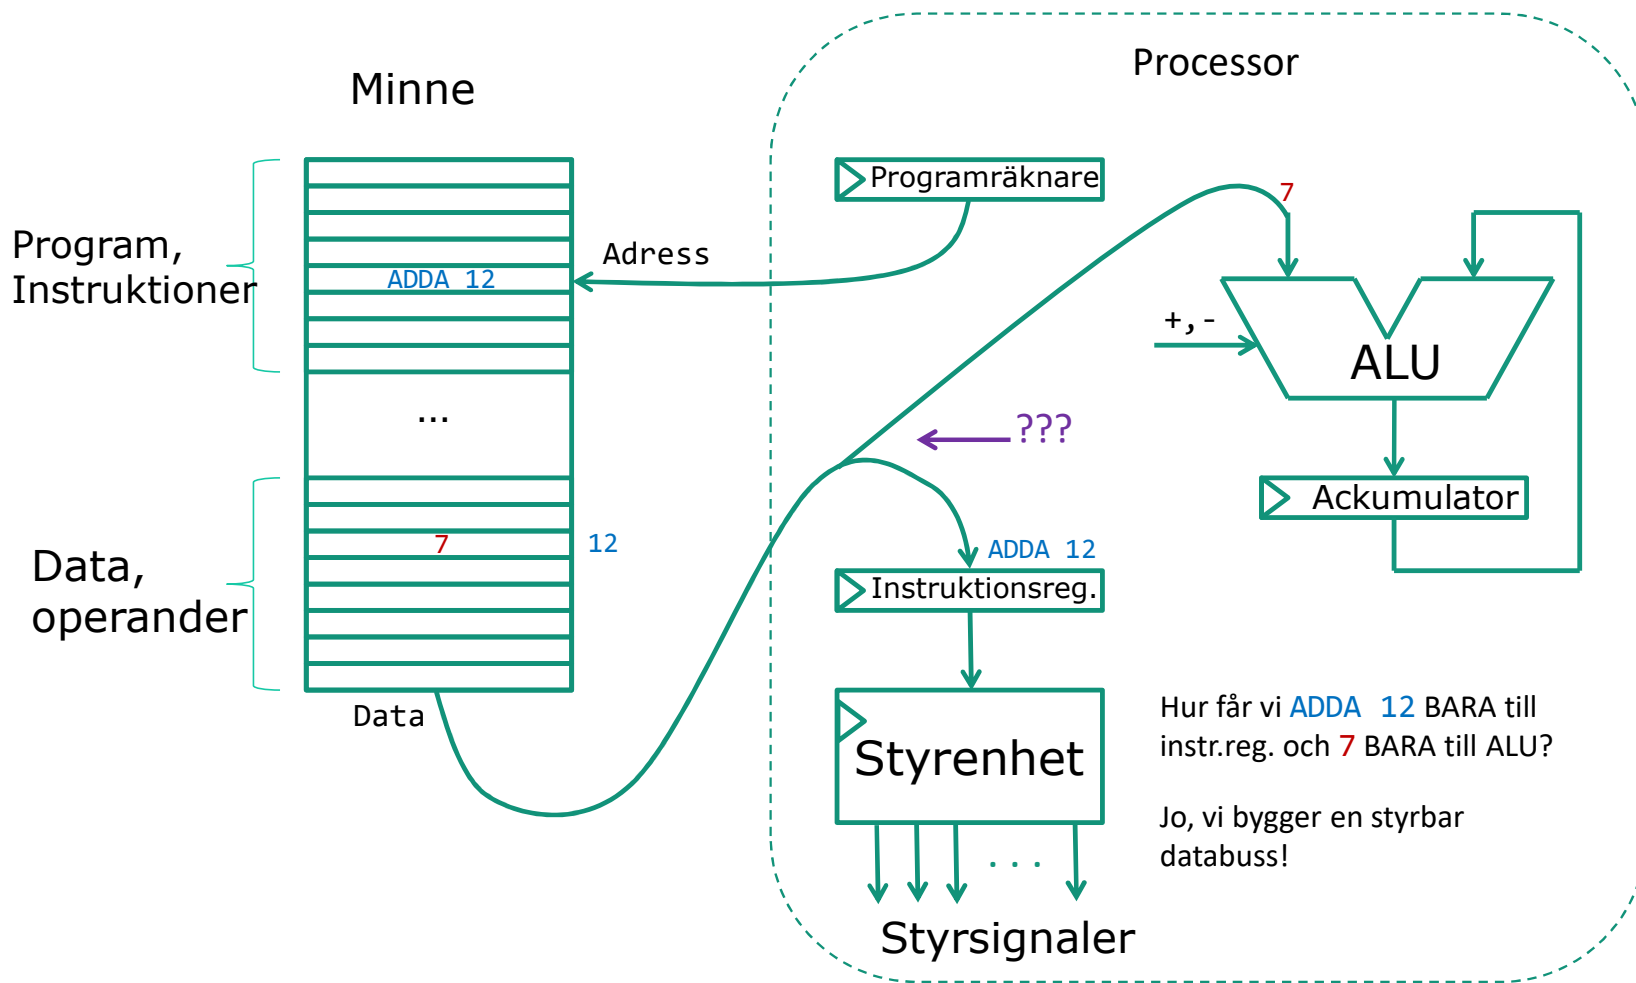 Processor
Minne
Programräknare
7
Program,
Instruktioner
Adress
ADDA 12
+,-
ALU
...
???
Ackumulator
7
12
ADDA 12
Data,
operander
Instruktionsreg.
Data
Styrenhet
Hur får vi ADDA 12 BARA till
instr.reg. och 7 BARA till ALU?
Jo, vi bygger en styrbar
databuss!
...
Styrsignaler